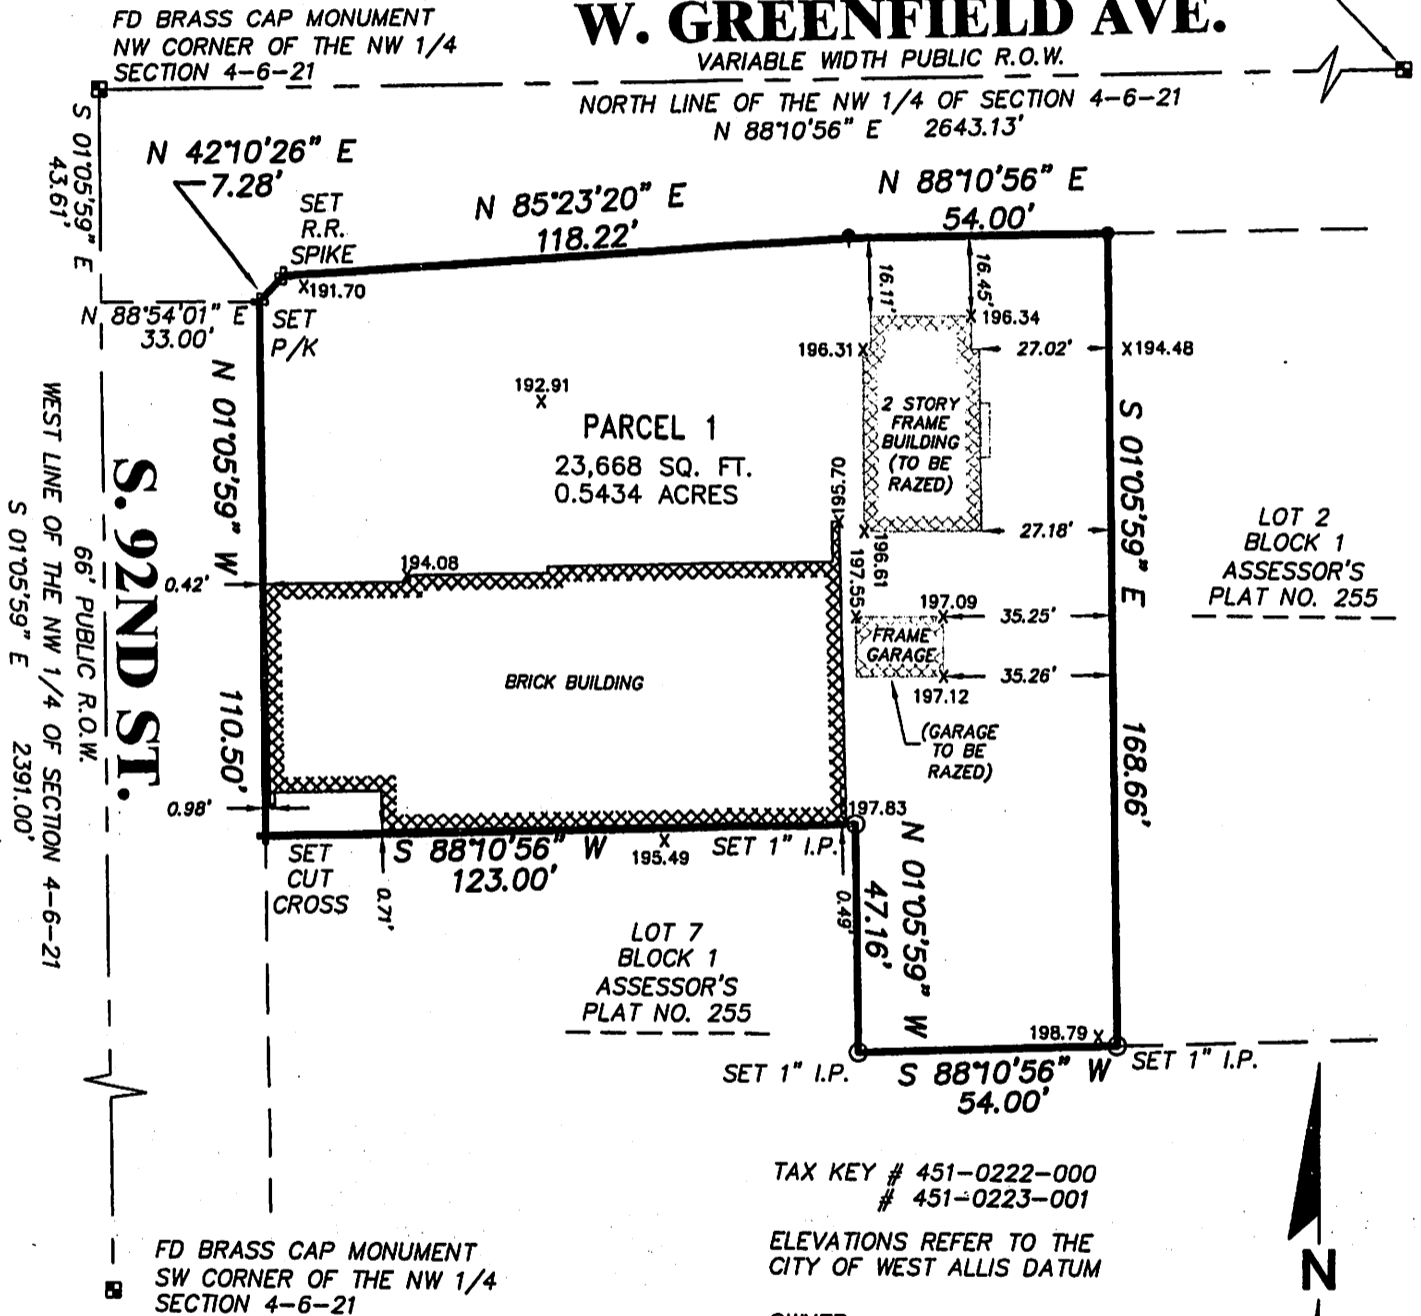 FD BRASS CAP MONUMENT
NW CORNER OF THE NW 1/4
SECTION 4-6-21
W. GREENFIELD AVE.
VARIABLE WIDTH PUBLIC R.O.W.
NORTH LINE OF THE NW 1/4 OF SECTION 4-6-21
N 88°10'56" E 2643.13'
S 01°05'59" E
43.61'
N 42°10'26" E
7.28'
SET
R.R.
SPIKE
X191.70
N 85°23'20" E
118.22'
N 88°10'56" E
54.00'
N 88°54'01" E
33.00'
SET
P/K
16.11'
16.45'
X 196.34
196.31 X
27.02'
X194.48
192.91
X
PARCEL 1
23,668 SQ. FT.
0.5434 ACRES
2 STORY
FRAME
BUILDING
(TO BE
RAZED)
27.18'
X195.70
X
196.61
197.55X
N 01°05'59" W
110.50'
S 01°05'59" E
168.66'
LOT 2
BLOCK 1
ASSESSOR'S
PLAT NO. 255
S. 92ND ST.
66' PUBLIC R.O.W.
WEST LINE OF THE NW 1/4 OF SECTION 4-6-21
S 01°05'59" E 2391.00'
0.42'
194.08
X
BRICK BUILDING
197.09
X
35.25'
FRAME
GARAGE
35.26'
X
197.12
(GARAGE
TO BE
RAZED)
0.98'
197.83
SET
CUT
CROSS
S 88°10'56" W
123.00'
X
195.49
SET 1" I.P.
0.71'
0.49'
N 01°05'59" W
47.16'
LOT 7
BLOCK 1
ASSESSOR'S
PLAT NO. 255
198.79 X
SET 1" I.P.
S 88°10'56" W
54.00'
SET 1" I.P.
TAX KEY # 451-0222-000
# 451-0223-001
ELEVATIONS REFER TO THE
CITY OF WEST ALLIS DATUM
N
FD BRASS CAP MONUMENT
SW CORNER OF THE NW 1/4
SECTION 4-6-21